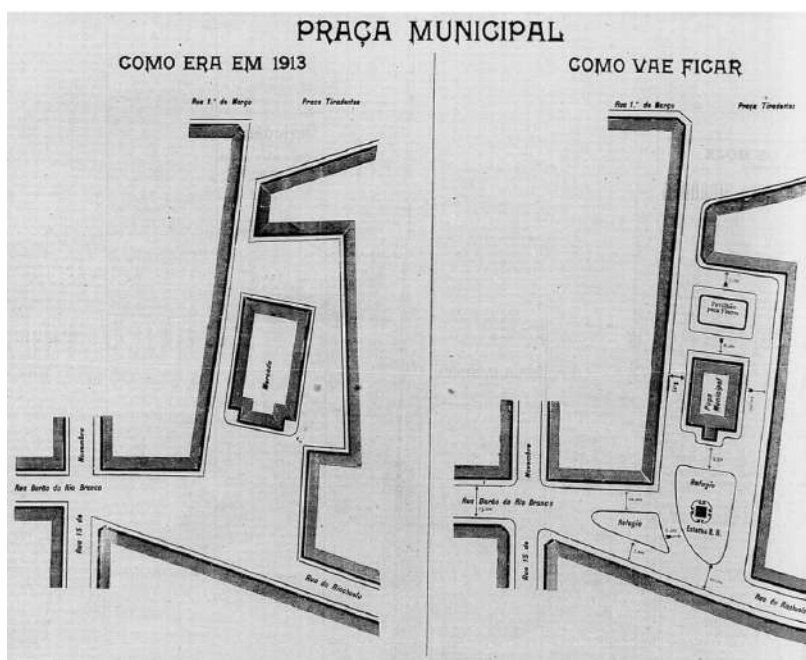 PRAÇA MUNICIPAL
COMO ERA EM 1913
COMO VAE FICAR
Rua 1.º de Março
Praça Tiradentes
Mercado
Novembro
Rua Barão do Rio Branco
Rua 15 de
Rua do Riachuelo
Rua 1.º de Março
Praça Tiradentes
Pavilhão
para Flores
Paço
Municipal
Novembro
Rua Barão do Rio Branco
Refugio
Refugio
Estatua B. R.
Rua 15 de
Rua do Riachuelo